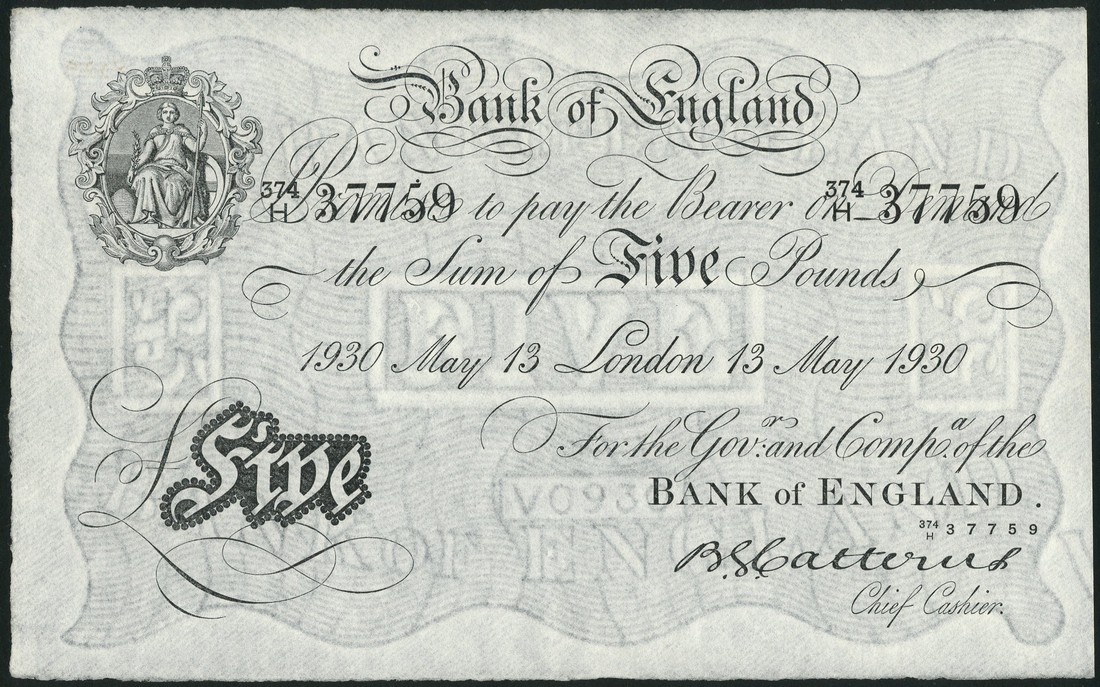 Bank of England
374/H 37759 374/H 37759
I Promise to pay the Bearer on Demand
the Sum of Five Pounds
1930 May 13 London 13 May 1930
For the Gov.r and Comp.a of the
BANK of ENGLAND.
£ Five
374/H 37759
B G Catterns
Chief Cashier.